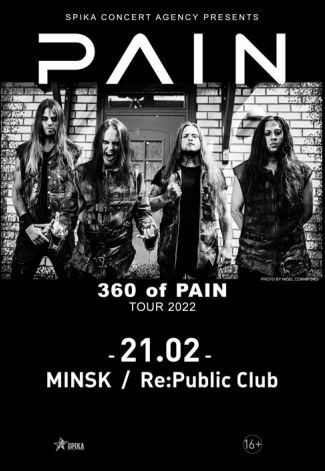 SPIKA CONCERT AGENCY PRESENTS
PAIN
PHOTO BY NIGEL CONNIFORD
360 of PAIN
TOUR 2022
- 21.02 -
MINSK / Re:Public Club
SPIKA
16+